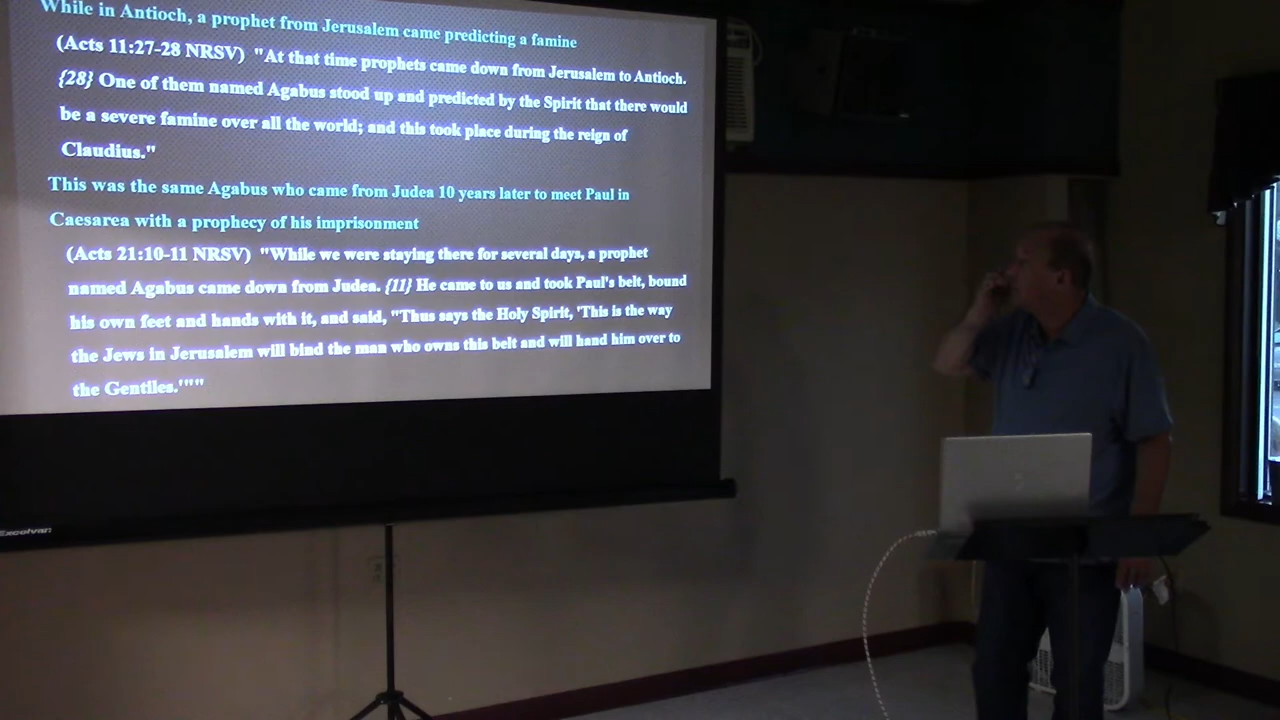 While in Antioch, a prophet from Jerusalem came predicting a famine
(Acts 11:27-28 NRSV) "At that time prophets came down from Jerusalem to Antioch.
{28} One of them named Agabus stood up and predicted by the Spirit that there would
be a severe famine over all the world; and this took place during the reign of
Claudius."
This was the same Agabus who came from Judea 10 years later to meet Paul in
Caesarea with a prophecy of his imprisonment
(Acts 21:10-11 NRSV) "While we were staying there for several days, a prophet
named Agabus came down from Judea. {11} He came to us and took Paul's belt, bound
his own feet and hands with it, and said, "Thus says the Holy Spirit, 'This is the way
the Jews in Jerusalem will bind the man who owns this belt and will hand him over to
the Gentiles.'""
Excelvan